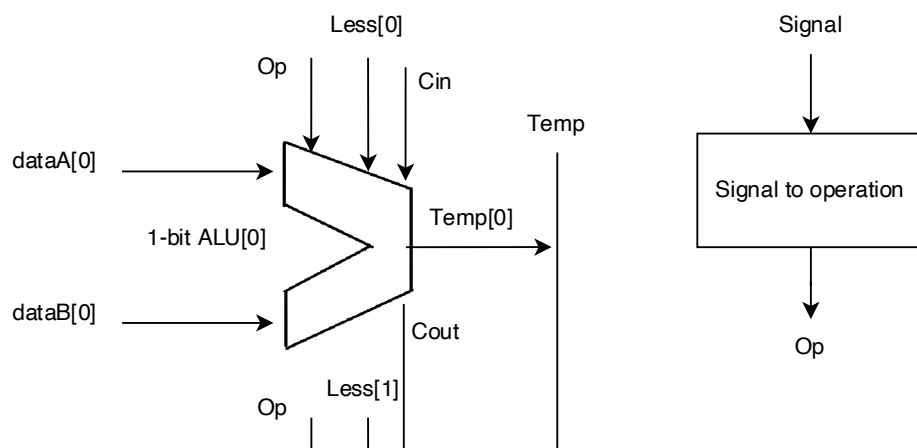 Less[0]
Signal
Op
Cin
Temp
dataA[0]
Signal to operation
Temp[0]
1-bit ALU[0]
dataB[0]
Cout
Op
Less[1]
Op